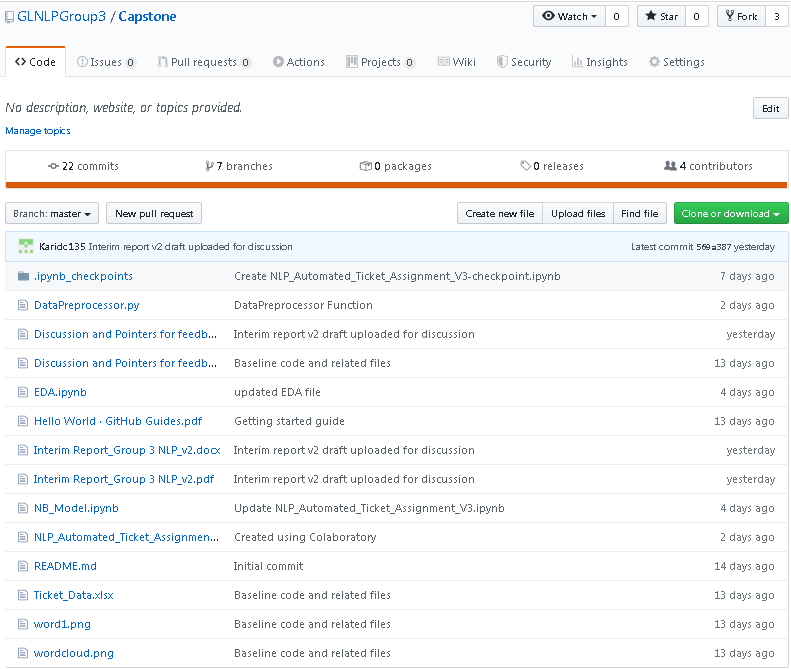 GLNLPGroup3 / Capstone
Watch 0 Star 0 Fork 3
Code Issues 0 Pull requests 0 Actions Projects 0 Wiki Security Insights Settings
No description, website, or topics provided. Edit
Manage topics
22 commits 7 branches 0 packages 0 releases 4 contributors
Branch: master New pull request Create new file Upload files Find file Clone or download
Karidc135 Interim report v2 draft uploaded for discussion Latest commit 569a387 yesterday
.ipynb_checkpoints Create NLP_Automated_Ticket_Assignment_V3-checkpoint.ipynb 7 days ago
DataPreprocessor.py DataPreprocessor Function 2 days ago
Discussion and Pointers for feedb... Interim report v2 draft uploaded for discussion yesterday
Discussion and Pointers for feedb... Baseline code and related files 13 days ago
EDA.ipynb updated EDA file 4 days ago
Hello World · GitHub Guides.pdf Getting started guide 13 days ago
Interim Report_Group 3 NLP_v2.docx Interim report v2 draft uploaded for discussion yesterday
Interim Report_Group 3 NLP_v2.pdf Interim report v2 draft uploaded for discussion yesterday
NB_Model.ipynb Update NLP_Automated_Ticket_Assignment_V3.ipynb 4 days ago
NLP_Automated_Ticket_Assignmen... Created using Colaboratory 2 days ago
README.md Initial commit 14 days ago
Ticket_Data.xlsx Baseline code and related files 13 days ago
word1.png Baseline code and related files 13 days ago
wordcloud.png Baseline code and related files 13 days ago